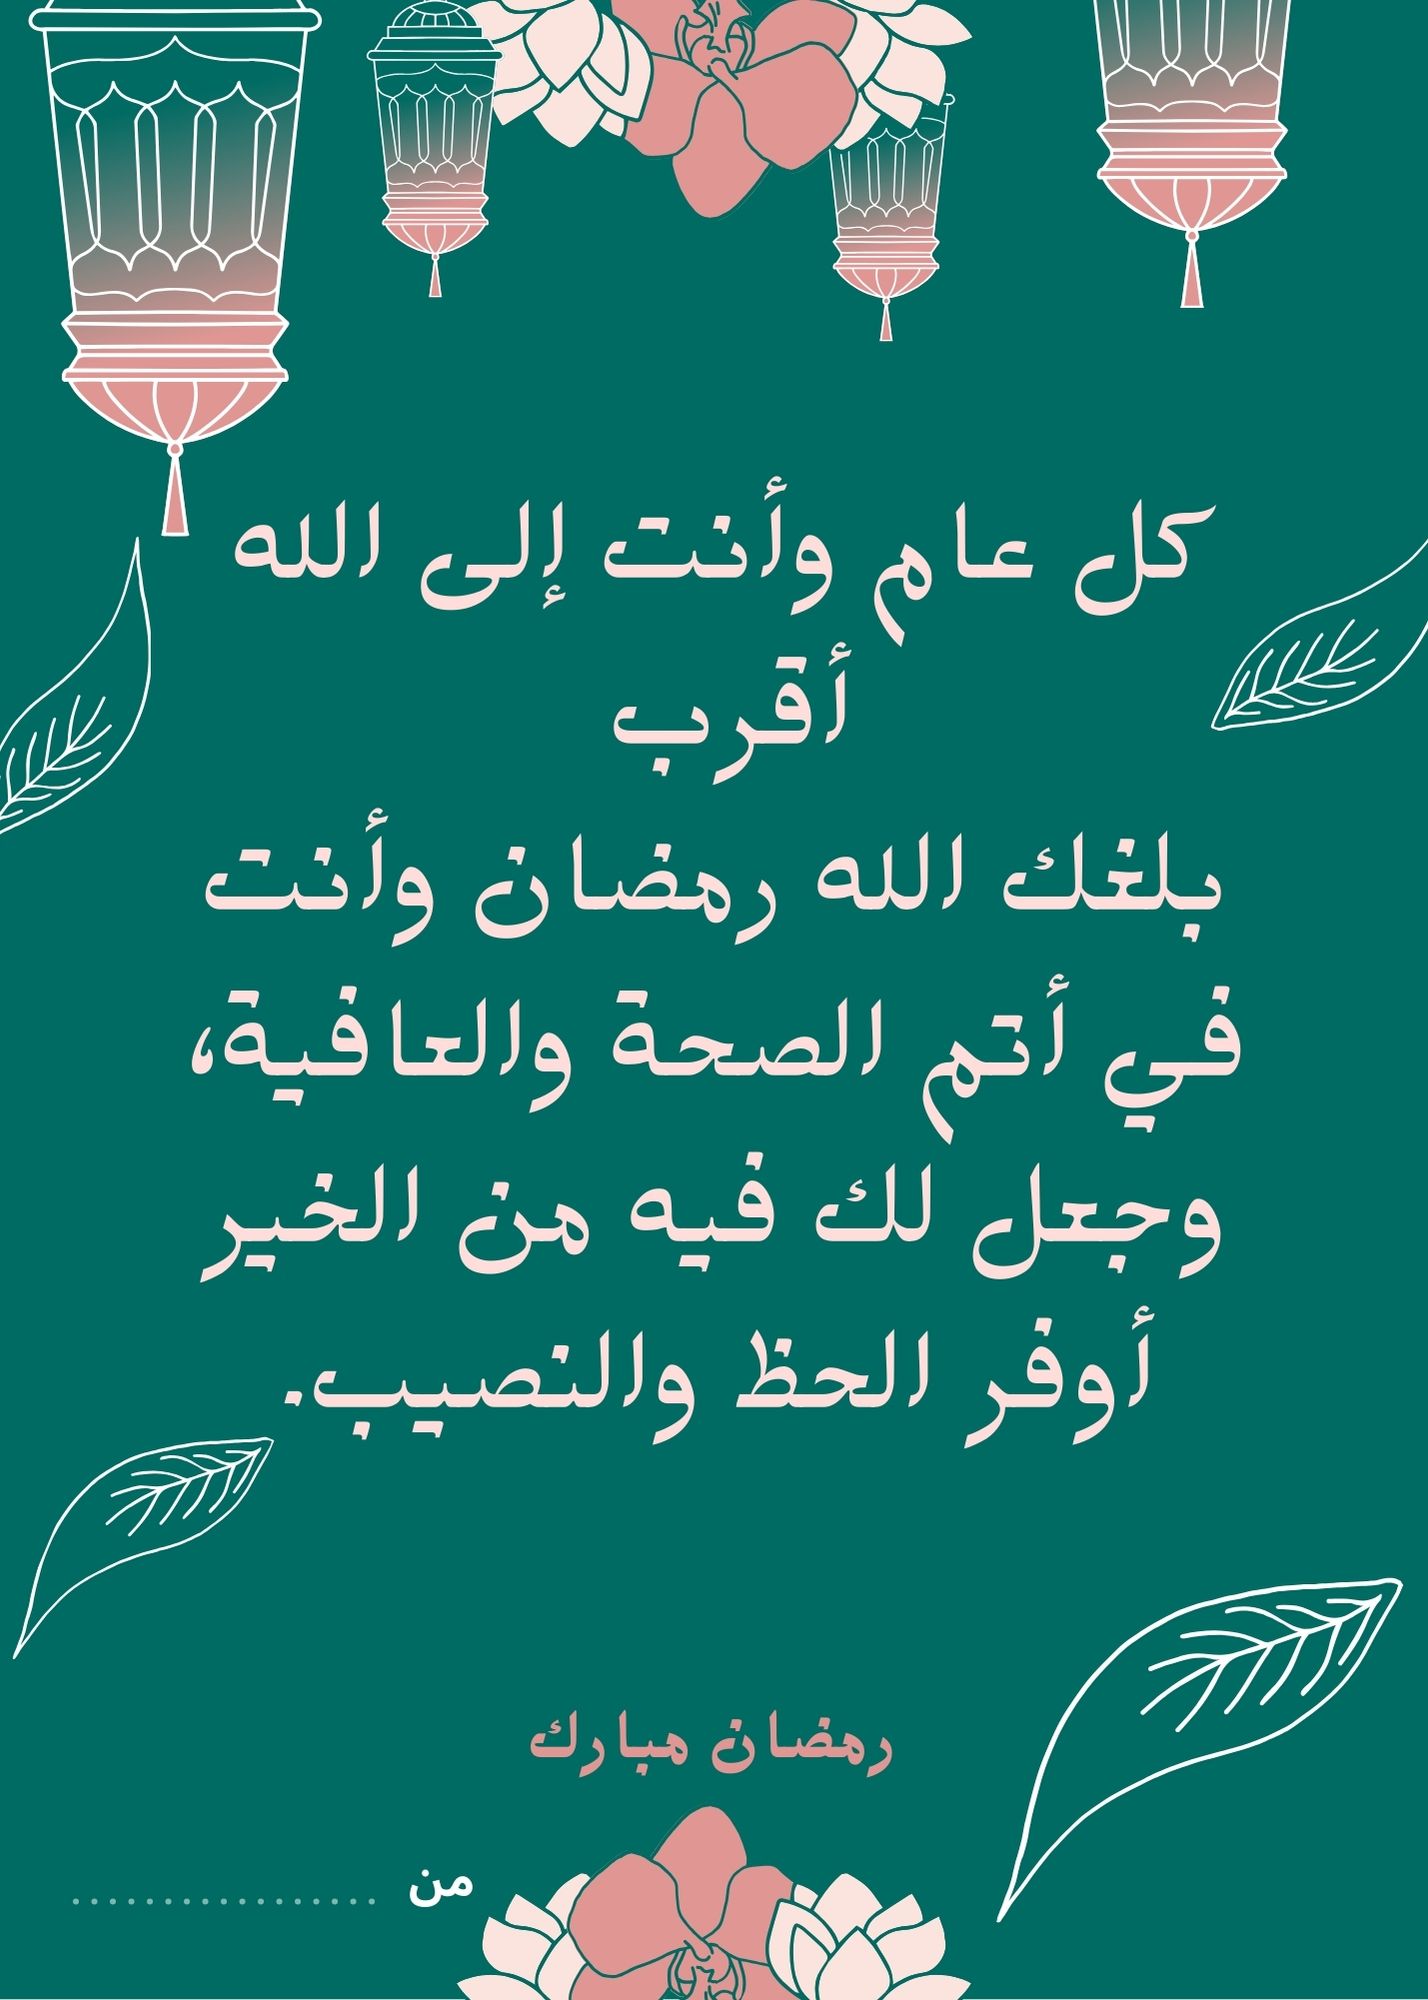 كل عام وأنت إلى الله
أقرب
بلغك الله رمضان وأنت
في أتم الصحة والعافية،
وجعل لك فيه من الخير
أوفر الحظ والنصيب.
رمضان مبارك
من .................